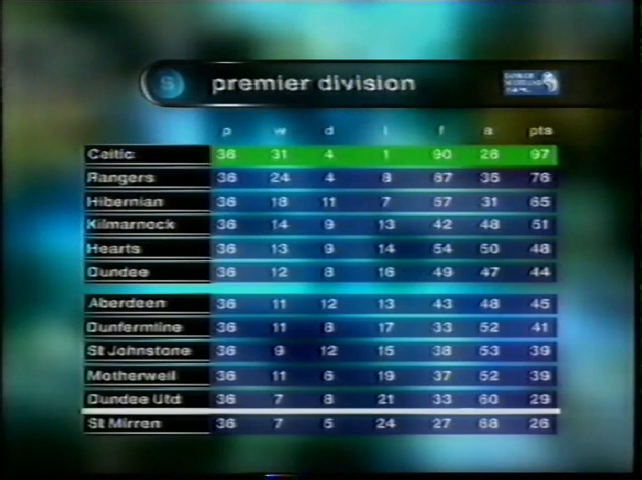 S premier division
p w d l f a pts
Celtic 36 31 4 1 90 26 97
Rangers 36 24 4 8 67 35 76
Hibernian 36 18 11 7 57 31 65
Kilmarnock 36 14 9 13 42 48 51
Hearts 36 13 9 14 54 50 48
Dundee 36 12 8 16 49 47 44
Aberdeen 36 11 12 13 43 48 45
Dunfermline 36 11 8 17 33 52 41
St Johnstone 36 9 12 15 38 53 39
Motherwell 36 11 6 19 37 52 39
Dundee Utd 36 7 8 21 33 60 29
St Mirren 36 7 5 24 27 68 26